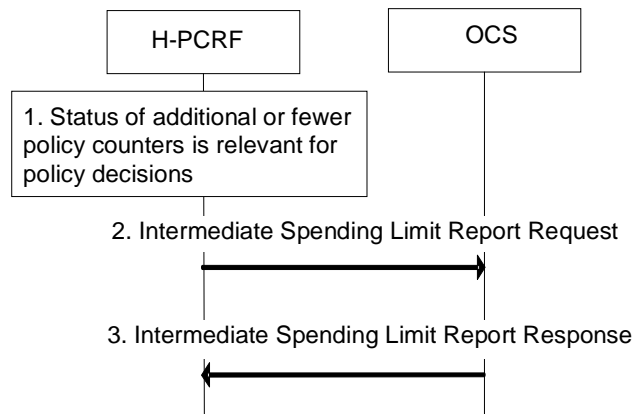 H-PCRF
OCS
1. Status of additional or fewer
policy counters is relevant for
policy decisions
2. Intermediate Spending Limit Report Request
3. Intermediate Spending Limit Report Response